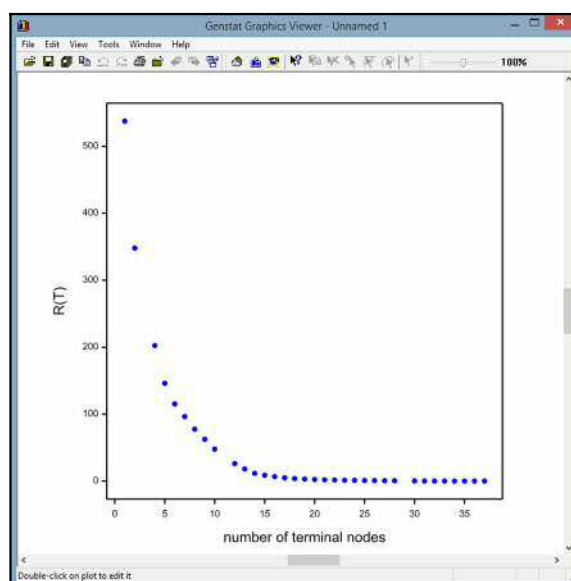 Genstat Graphics Viewer - Unnamed 1
File Edit View Tools Window Help
100%
500
400
300
200
100
0
R(T)
0 5 10 15 20 25 30 35
number of terminal nodes
Double-click on plot to edit it